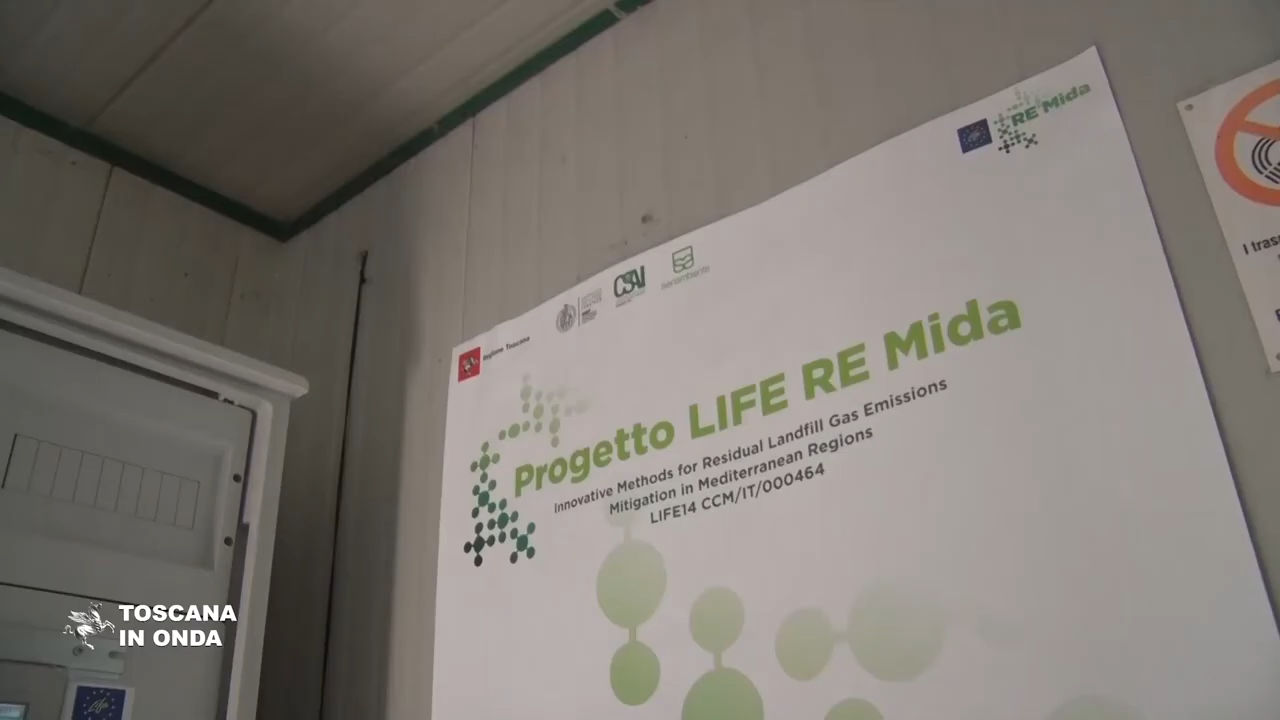 RE Mida
CSAI
senambiente
Regione Toscana
Progetto LIFE RE Mida
Innovative Methods for Residual Landfill Gas Emissions
Mitigation in Mediterranean Regions
LIFE14 CCM/IT/000464
I tras
TOSCANA
IN ONDA